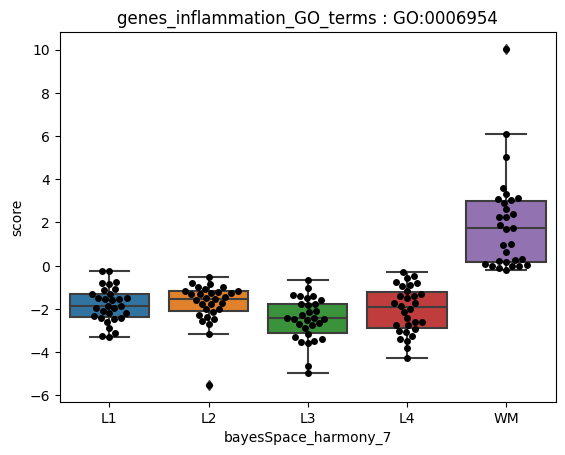 genes_inflammation_GO_terms : GO:0006954
score
10
8
6
4
2
0
−2
−4
−6
L1 L2 L3 L4 WM
bayesSpace_harmony_7